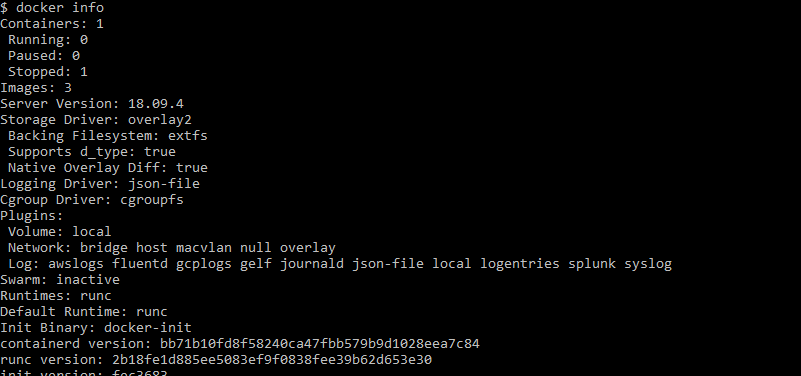 $ docker info
Containers: 1
 Running: 0
 Paused: 0
 Stopped: 1
Images: 3
Server Version: 18.09.4
Storage Driver: overlay2
 Backing Filesystem: extfs
 Supports d_type: true
 Native Overlay Diff: true
Logging Driver: json-file
Cgroup Driver: cgroupfs
Plugins:
 Volume: local
 Network: bridge host macvlan null overlay
 Log: awslogs fluentd gcplogs gelf journald json-file local logentries splunk syslog
Swarm: inactive
Runtimes: runc
Default Runtime: runc
Init Binary: docker-init
containerd version: bb71b10fd8f58240ca47fbb579b9d1028eea7c84
runc version: 2b18fe1d885ee5083ef9f0838fee39b62d653e30
init version: fec3683